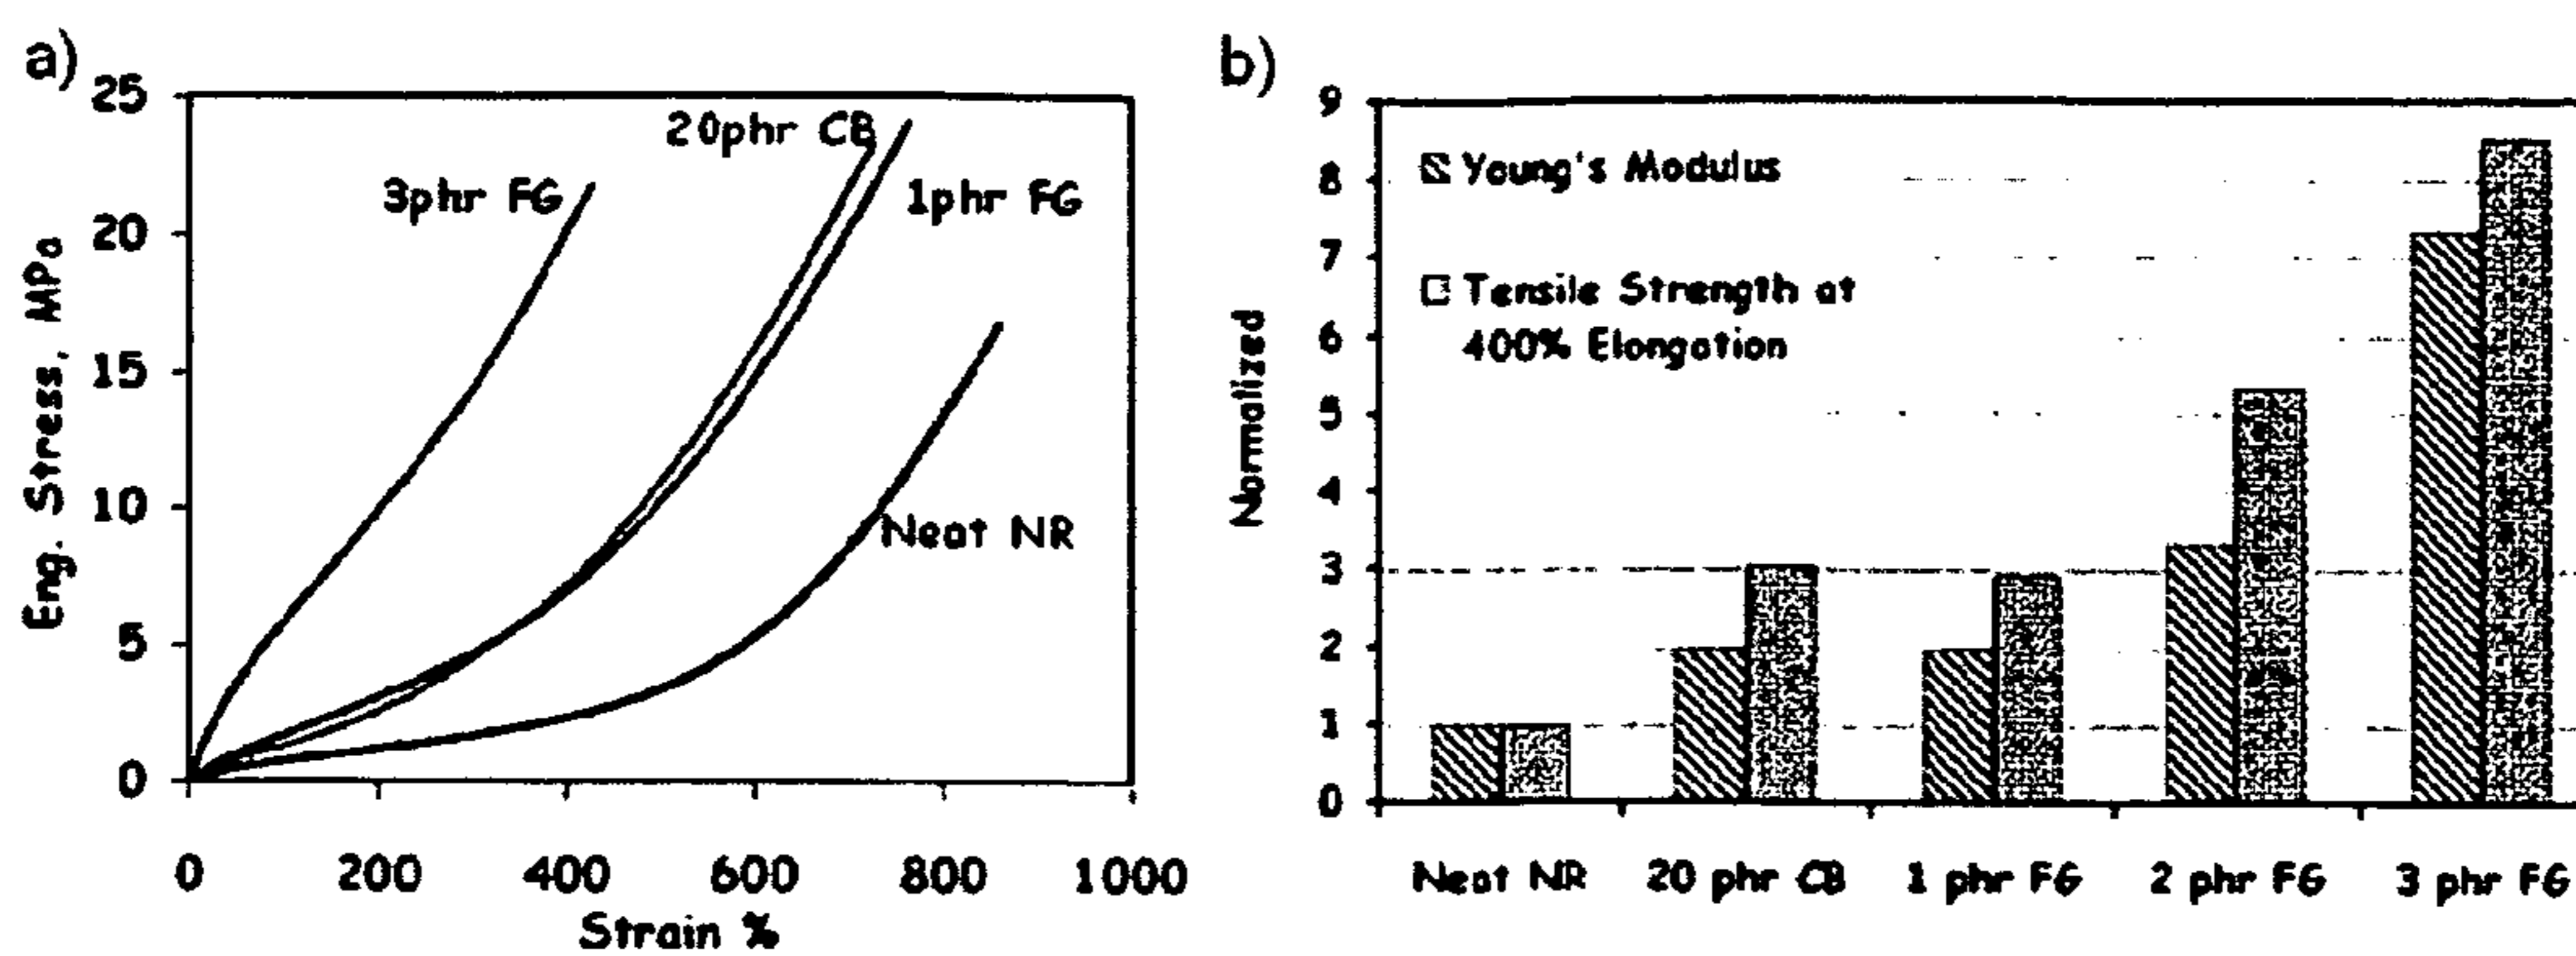 a)
25
20
15
10
5
0
Eng. Stress, MPa
3phr FG
20phr CB
1phr FG
Neat NR
0 200 400 600 800 1000
Strain %
b)
9
8
7
6
5
4
3
2
1
0
Normalized
Young's Modulus
Tensile Strength at
400% Elongation
Neat NR 20 phr CB 1 phr FG 2 phr FG 3 phr FG